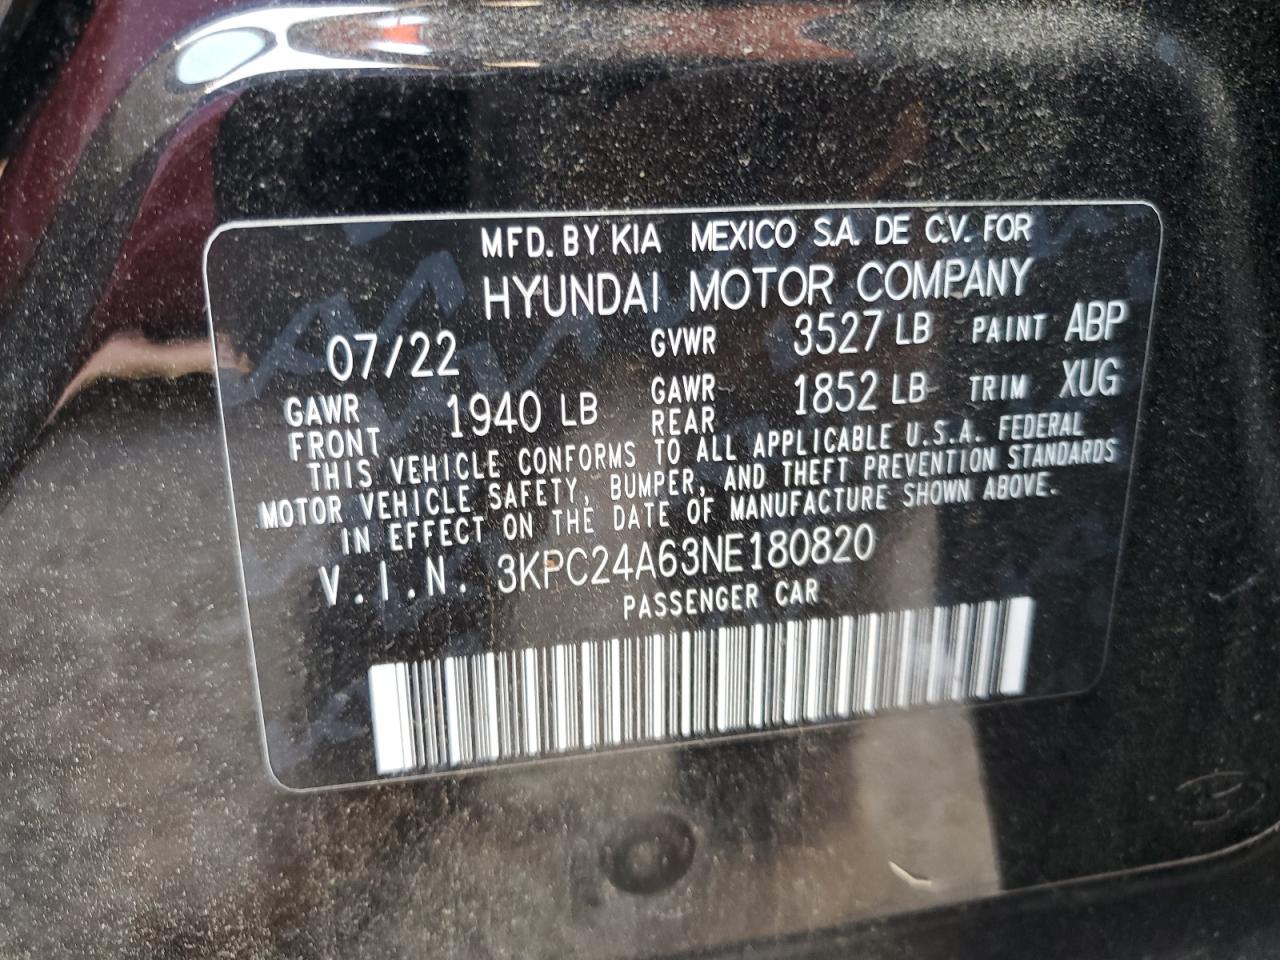 MFD. BY KIA MEXICO S.A. DE C.V. FOR
HYUNDAI MOTOR COMPANY
07/22 GVWR 3527 LB PAINT ABP
GAWR FRONT 1940 LB GAWR REAR 1852 LB TRIM XUG
THIS VEHICLE CONFORMS TO ALL APPLICABLE U.S.A. FEDERAL
MOTOR VEHICLE SAFETY, BUMPER, AND THEFT PREVENTION STANDARDS
IN EFFECT ON THE DATE OF MANUFACTURE SHOWN ABOVE.
V.I.N. 3KPC24A63NE180820
PASSENGER CAR